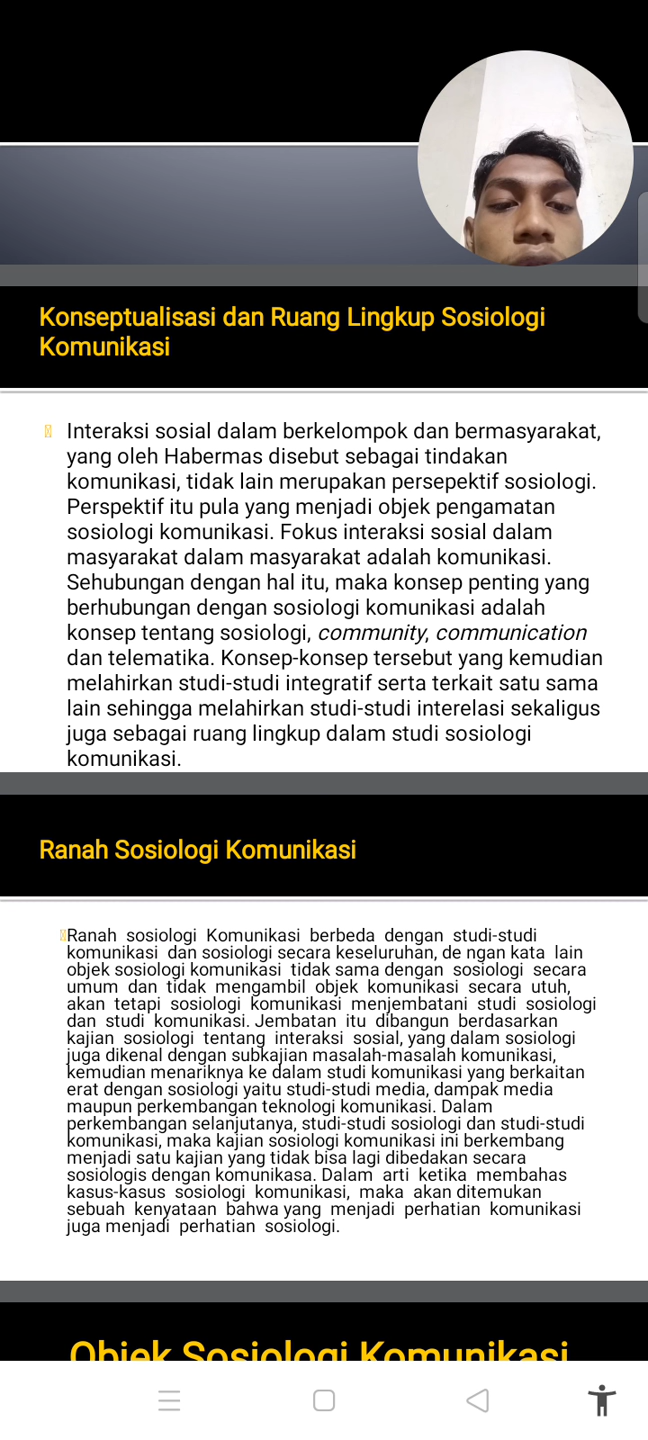 Konseptualisasi dan Ruang Lingkup Sosiologi
Komunikasi
Interaksi sosial dalam berkelompok dan bermasyarakat,
yang oleh Habermas disebut sebagai tindakan
komunikasi, tidak lain merupakan persepektif sosiologi.
Perspektif itu pula yang menjadi objek pengamatan
sosiologi komunikasi. Fokus interaksi sosial dalam
masyarakat dalam masyarakat adalah komunikasi.
Sehubungan dengan hal itu, maka konsep penting yang
berhubungan dengan sosiologi komunikasi adalah
konsep tentang sosiologi, community, communication
dan telematika. Konsep-konsep tersebut yang kemudian
melahirkan studi-studi integratif serta terkait satu sama
lain sehingga melahirkan studi-studi interelasi sekaligus
juga sebagai ruang lingkup dalam studi sosiologi
komunikasi.
Ranah Sosiologi Komunikasi
Ranah sosiologi Komunikasi berbeda dengan studi-studi
komunikasi dan sosiologi secara keseluruhan, de ngan kata lain
objek sosiologi komunikasi tidak sama dengan sosiologi secara
umum dan tidak mengambil objek komunikasi secara utuh,
akan tetapi sosiologi komunikasi menjembatani studi sosiologi
dan studi komunikasi. Jembatan itu dibangun berdasarkan
kajian sosiologi tentang interaksi sosial, yang dalam sosiologi
juga dikenal dengan subkajian masalah-masalah komunikasi,
kemudian menariknya ke dalam studi komunikasi yang berkaitan
erat dengan sosiologi yaitu studi-studi media, dampak media
maupun perkembangan teknologi komunikasi. Dalam
perkembangan selanjutanya, studi-studi sosiologi dan studi-studi
komunikasi, maka kajian sosiologi komunikasi ini berkembang
menjadi satu kajian yang tidak bisa lagi dibedakan secara
sosiologis dengan komunikasa. Dalam arti ketika membahas
kasus-kasus sosiologi komunikasi, maka akan ditemukan
sebuah kenyataan bahwa yang menjadi perhatian komunikasi
juga menjadi perhatian sosiologi.
Objek Sosiologi Komunikasi